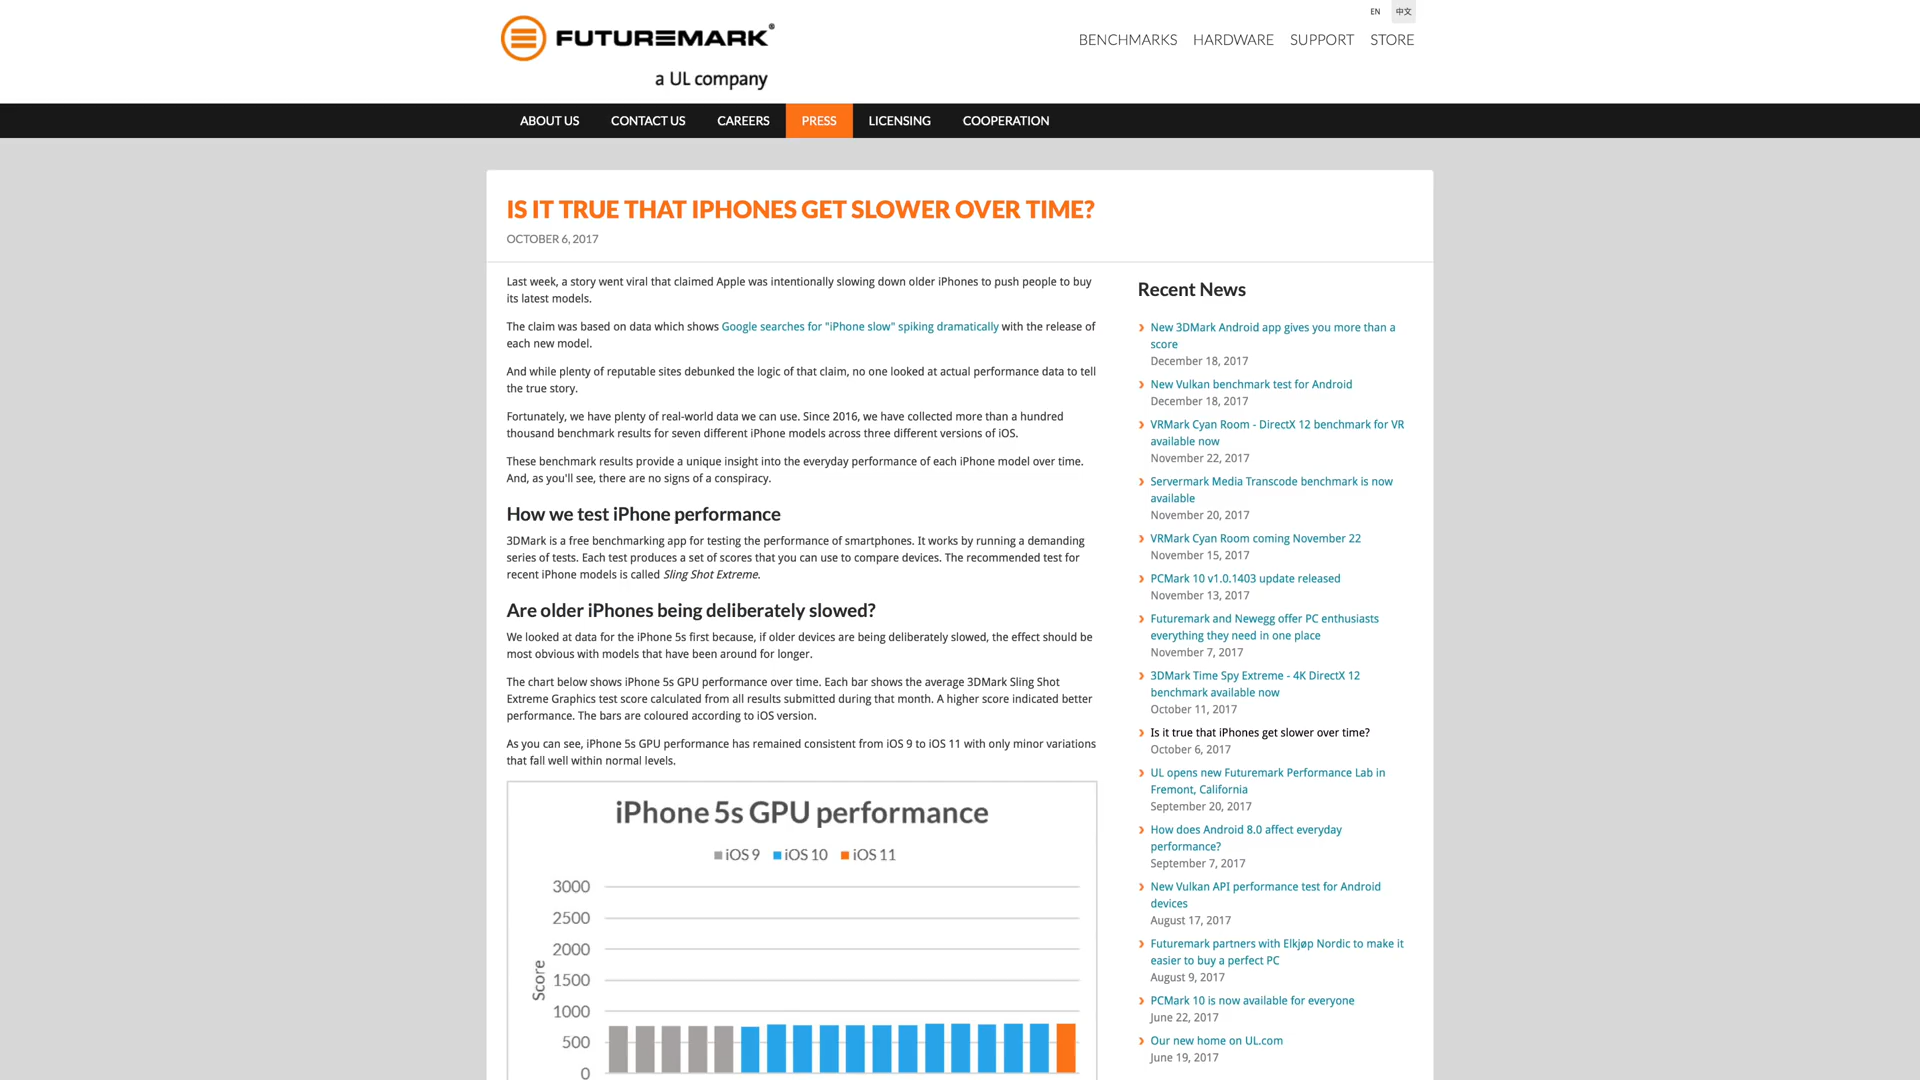 EN 中文
FUTUREMARK®
a UL company
BENCHMARKS HARDWARE SUPPORT STORE
ABOUT US CONTACT US CAREERS PRESS LICENSING COOPERATION
IS IT TRUE THAT IPHONES GET SLOWER OVER TIME?
OCTOBER 6, 2017
Last week, a story went viral that claimed Apple was intentionally slowing down older iPhones to push people to buy
its latest models.
The claim was based on data which shows Google searches for "iPhone slow" spiking dramatically with the release of
each new model.
And while plenty of reputable sites debunked the logic of that claim, no one looked at actual performance data to tell
the true story.
Fortunately, we have plenty of real-world data we can use. Since 2016, we have collected more than a hundred
thousand benchmark results for seven different iPhone models across three different versions of iOS.
These benchmark results provide a unique insight into the everyday performance of each iPhone model over time.
And, as you'll see, there are no signs of a conspiracy.
How we test iPhone performance
3DMark is a free benchmarking app for testing the performance of smartphones. It works by running a demanding
series of tests. Each test produces a set of scores that you can use to compare devices. The recommended test for
recent iPhone models is called Sling Shot Extreme.
Are older iPhones being deliberately slowed?
We looked at data for the iPhone 5s first because, if older devices are being deliberately slowed, the effect should be
most obvious with models that have been around for longer.
The chart below shows iPhone 5s GPU performance over time. Each bar shows the average 3DMark Sling Shot
Extreme Graphics test score calculated from all results submitted during that month. A higher score indicated better
performance. The bars are coloured according to iOS version.
As you can see, iPhone 5s GPU performance has remained consistent from iOS 9 to iOS 11 with only minor variations
that fall well within normal levels.
iPhone 5s GPU performance
iOS 9 iOS 10 iOS 11
Score
3000
2500
2000
1500
1000
500
0
Recent News
New 3DMark Android app gives you more than a
score
December 18, 2017
New Vulkan benchmark test for Android
December 18, 2017
VRMark Cyan Room - DirectX 12 benchmark for VR
available now
November 22, 2017
Servermark Media Transcode benchmark is now
available
November 20, 2017
VRMark Cyan Room coming November 22
November 15, 2017
PCMark 10 v1.0.1403 update released
November 13, 2017
Futuremark and Newegg offer PC enthusiasts
everything they need in one place
November 7, 2017
3DMark Time Spy Extreme - 4K DirectX 12
benchmark available now
October 11, 2017
Is it true that iPhones get slower over time?
October 6, 2017
UL opens new Futuremark Performance Lab in
Fremont, California
September 20, 2017
How does Android 8.0 affect everyday
performance?
September 7, 2017
New Vulkan API performance test for Android
devices
August 17, 2017
Futuremark partners with Elkjøp Nordic to make it
easier to buy a perfect PC
August 9, 2017
PCMark 10 is now available for everyone
June 22, 2017
Our new home on UL.com
June 19, 2017